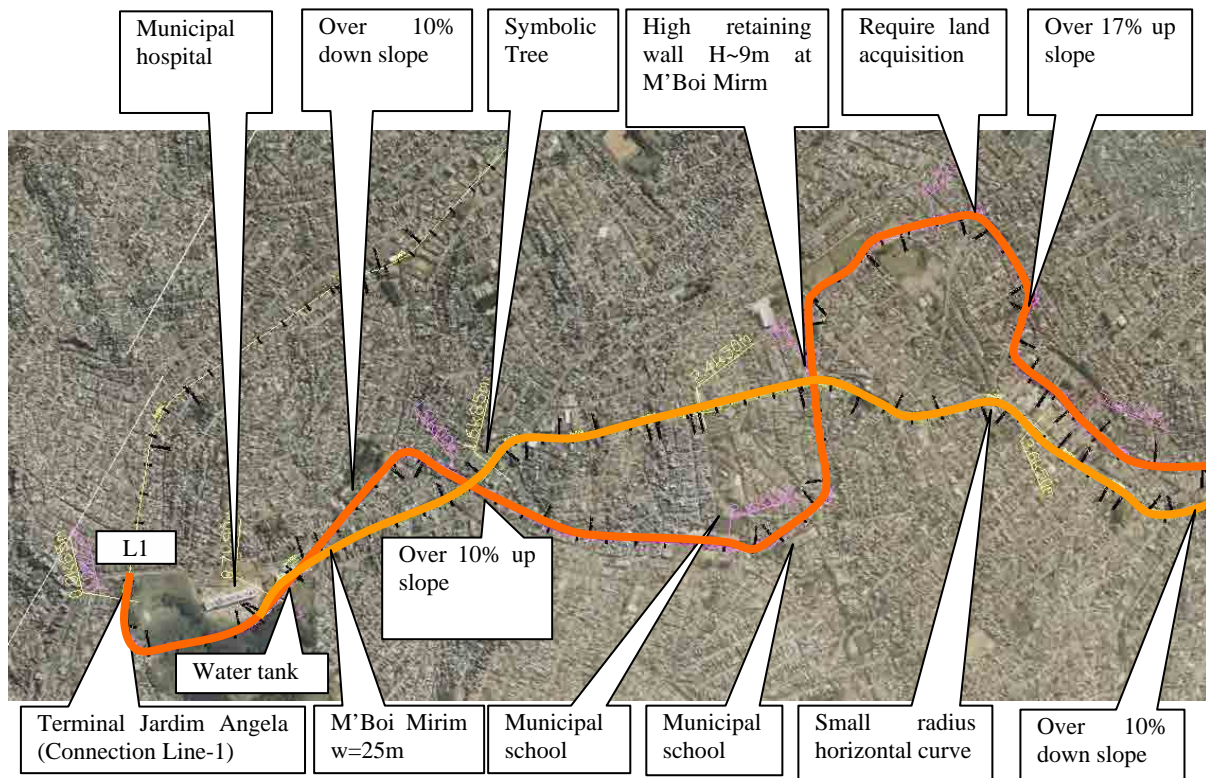 Municipal
hospital
Over 10%
down slope
Symbolic
Tree
High retaining
wall H~9m at
M'Boi Mirm
Require land
acquisition
Over 17% up
slope
L1
Over 10% up
slope
Water tank
Terminal Jardim Angela
(Connection Line-1)
M'Boi Mirim
w=25m
Municipal
school
Municipal
school
Small radius
horizontal curve
Over 10%
down slope